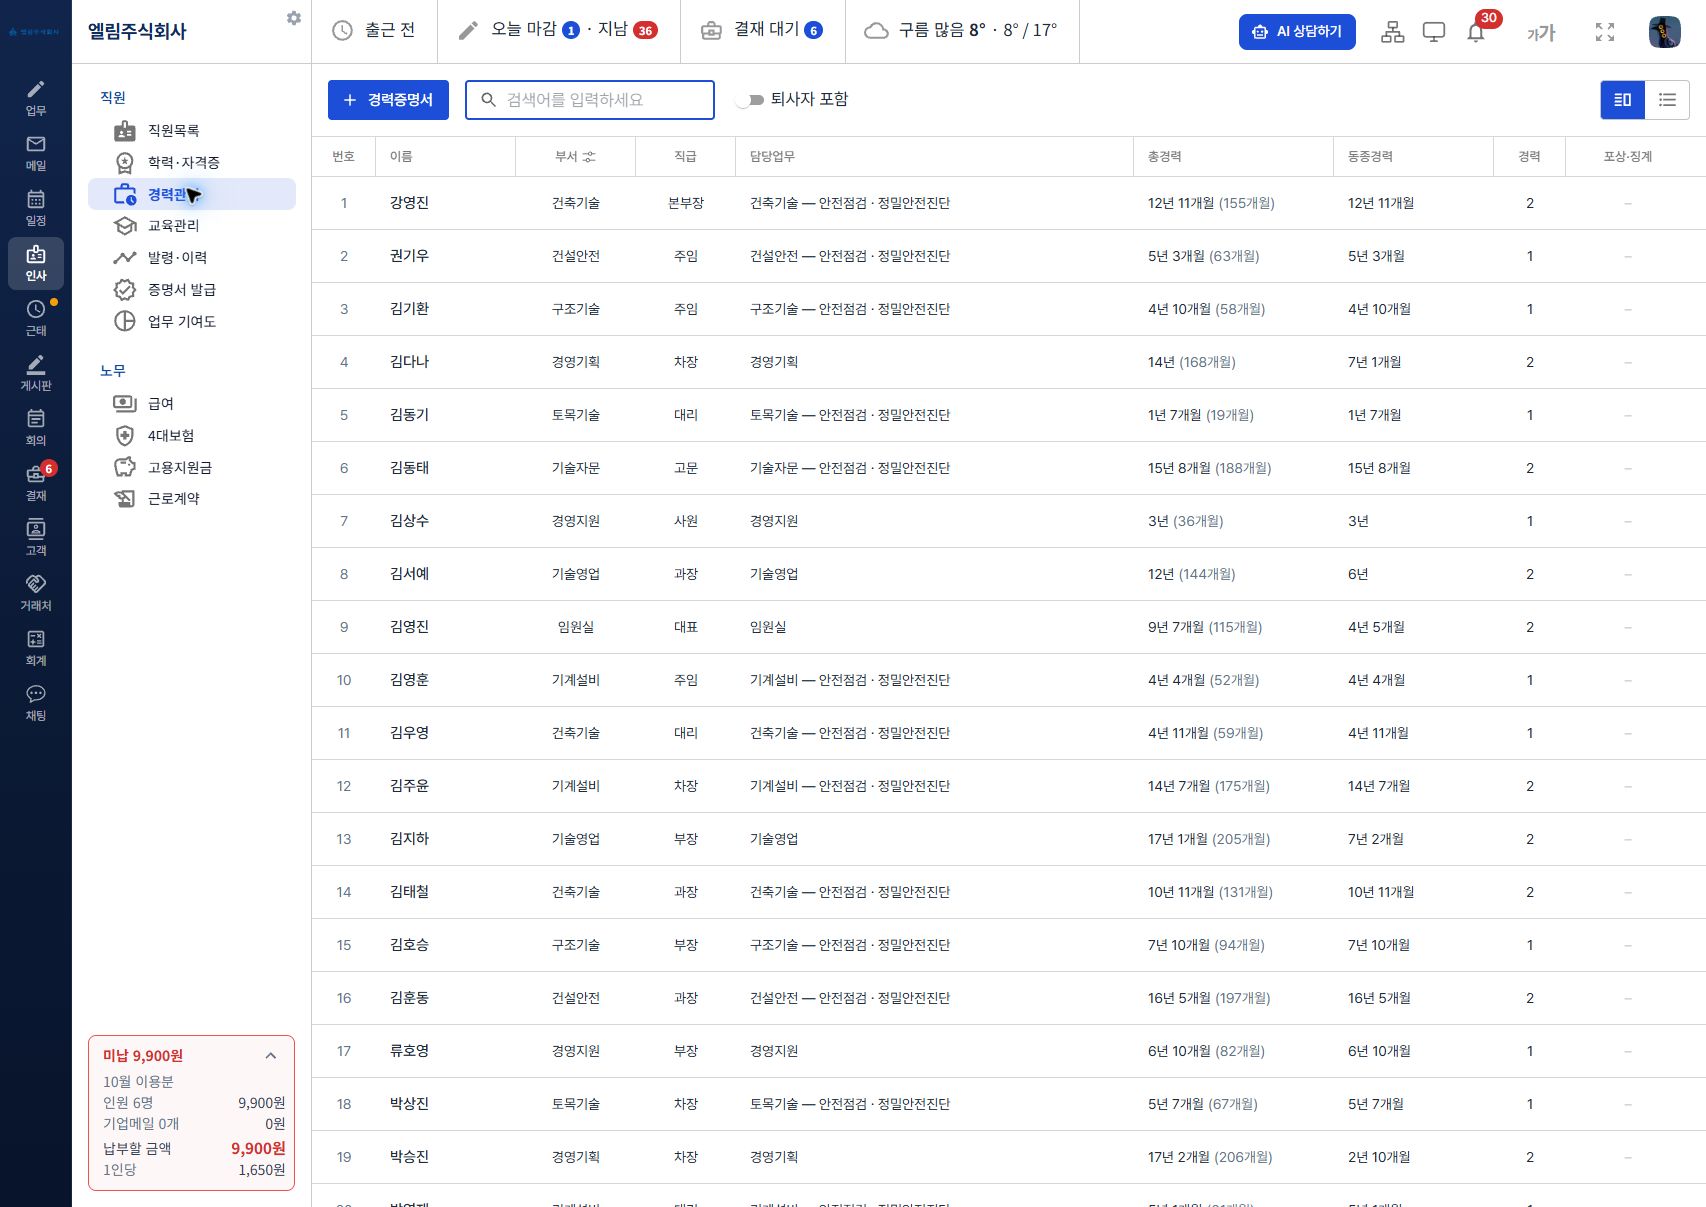 엘림주식회사
엘림주식회사
출근 전
오늘 마감 1 · 지남 36
결재 대기 6
구름 많음 8° · 8° / 17°
AI 상담하기
30
가가
업무
메일
일정
인사
근태
게시판
회의
6
결재
고객
거래처
회계
채팅
직원
직원목록
학력·자격증
경력관
교육관리
발령·이력
증명서 발급
업무 기여도
노무
급여
4대보험
고용지원금
근로계약
미납 9,900원
10월 이용분
인원 6명 9,900원
기업메일 0개 0원
납부할 금액 9,900원
1인당 1,650원
+ 경력증명서
검색어를 입력하세요
퇴사자 포함
번호 이름 부서 직급 담당업무 총경력 동종경력 경력 포상·징계
1 강영진 건축기술 본부장 건축기술 — 안전점검 · 정밀안전진단 12년 11개월 (155개월) 12년 11개월 2 –
2 권기우 건설안전 주임 건설안전 — 안전점검 · 정밀안전진단 5년 3개월 (63개월) 5년 3개월 1 –
3 김기환 구조기술 주임 구조기술 — 안전점검 · 정밀안전진단 4년 10개월 (58개월) 4년 10개월 1 –
4 김다나 경영기획 차장 경영기획 14년 (168개월) 7년 1개월 2 –
5 김동기 토목기술 대리 토목기술 — 안전점검 · 정밀안전진단 1년 7개월 (19개월) 1년 7개월 1 –
6 김동태 기술자문 고문 기술자문 — 안전점검 · 정밀안전진단 15년 8개월 (188개월) 15년 8개월 2 –
7 김상수 경영지원 사원 경영지원 3년 (36개월) 3년 1 –
8 김서예 기술영업 과장 기술영업 12년 (144개월) 6년 2 –
9 김영진 임원실 대표 임원실 9년 7개월 (115개월) 4년 5개월 2 –
10 김영훈 기계설비 주임 기계설비 — 안전점검 · 정밀안전진단 4년 4개월 (52개월) 4년 4개월 1 –
11 김우영 건축기술 대리 건축기술 — 안전점검 · 정밀안전진단 4년 11개월 (59개월) 4년 11개월 1 –
12 김주윤 기계설비 차장 기계설비 — 안전점검 · 정밀안전진단 14년 7개월 (175개월) 14년 7개월 2 –
13 김지하 기술영업 부장 기술영업 17년 1개월 (205개월) 7년 2개월 2 –
14 김태철 건축기술 과장 건축기술 — 안전점검 · 정밀안전진단 10년 11개월 (131개월) 10년 11개월 2 –
15 김호승 구조기술 부장 구조기술 — 안전점검 · 정밀안전진단 7년 10개월 (94개월) 7년 10개월 1 –
16 김훈동 건설안전 과장 건설안전 — 안전점검 · 정밀안전진단 16년 5개월 (197개월) 16년 5개월 2 –
17 류호영 경영지원 부장 경영지원 6년 10개월 (82개월) 6년 10개월 1 –
18 박상진 토목기술 차장 토목기술 — 안전점검 · 정밀안전진단 5년 7개월 (67개월) 5년 7개월 1 –
19 박승진 경영기획 차장 경영기획 17년 2개월 (206개월) 2년 10개월 2 –